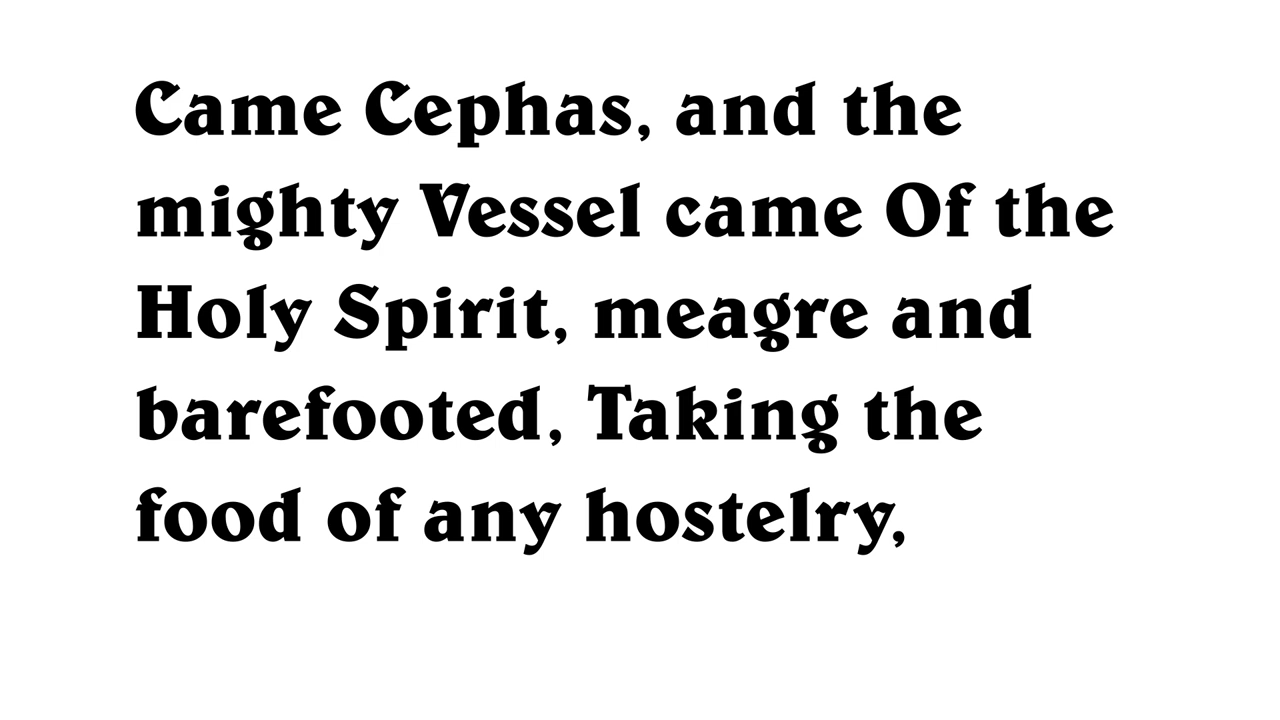 Came Cephas, and the
mighty Vessel came Of the
Holy Spirit, meagre and
barefooted, Taking the
food of any hostelry,